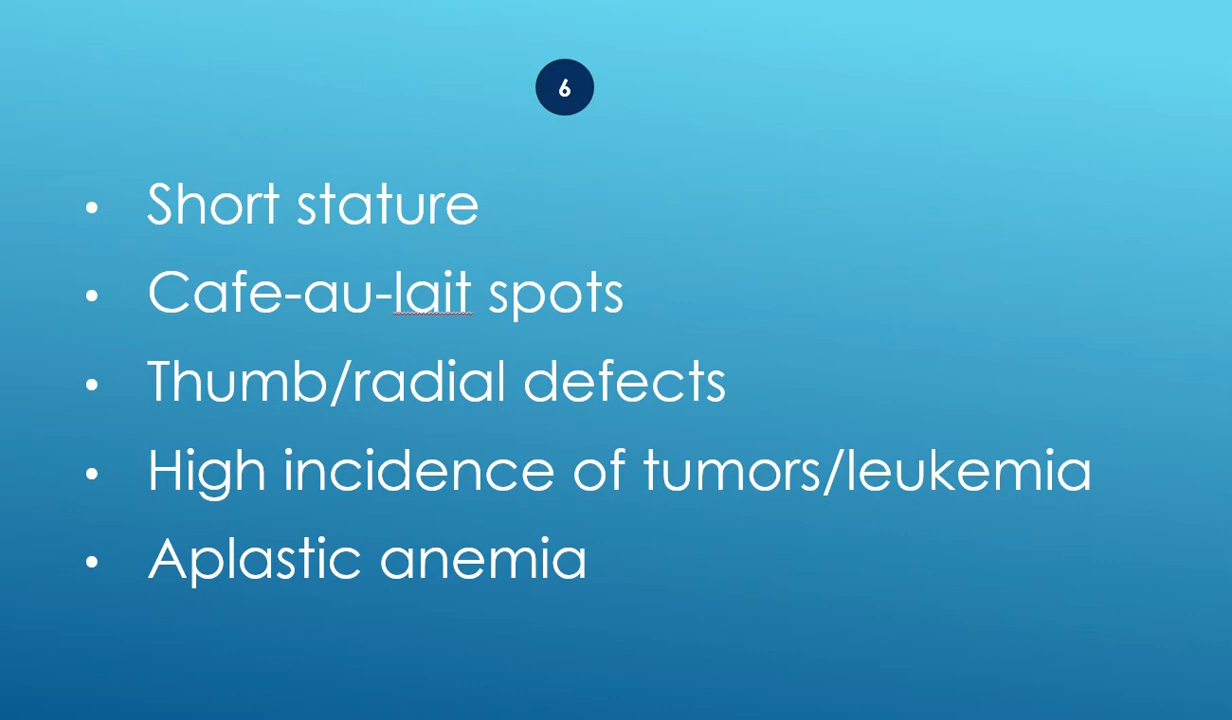 6
• Short stature
• Cafe-au-lait spots
• Thumb/radial defects
• High incidence of tumors/leukemia
• Aplastic anemia